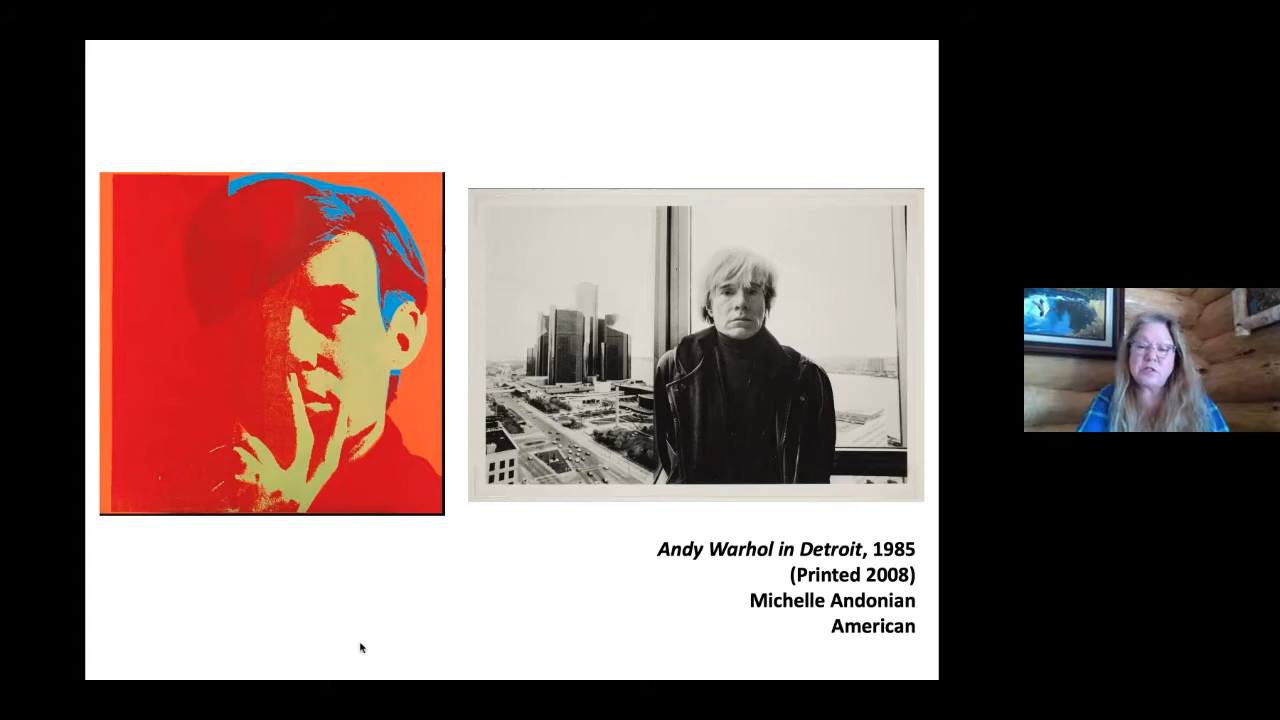 Andy Warhol in Detroit, 1985
(Printed 2008)
Michelle Andonian
American